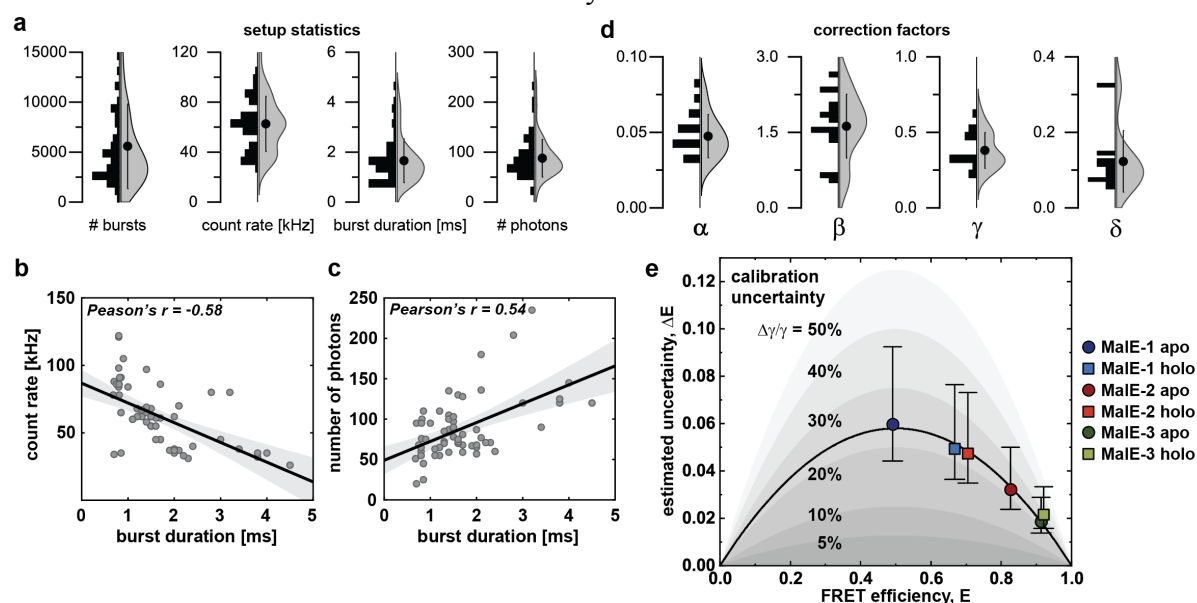 a
setup statistics
15000
10000
5000
0
# bursts
120
80
40
0
count rate [kHz]
6
4
2
0
burst duration [ms]
300
200
100
0
# photons
d
correction factors
0.10
0.05
0.00
α
3.0
1.5
0.0
β
1.0
0.5
0.0
γ
0.4
0.2
0.0
δ
b
Peason's r = -0.58
150
100
50
count rate [kHz]
0 1 2 3 4 5
burst duration [ms]
c
Pearson's r = 0.54
250
200
150
100
50
0
number of photons
0 1 2 3 4 5
burst duration [ms]
e
calibration
uncertainty
Δγ/γ = 50%
40%
30%
20%
10%
5%
0.12
0.10
0.08
0.06
0.04
0.02
0.00
estimated uncertainty, ΔE
0.0 0.2 0.4 0.6 0.8 1.0
FRET efficiency, E
MalE-1 apo
MalE-1 holo
MalE-2 apo
MalE-2 holo
MalE-3 apo
MalE-3 holo